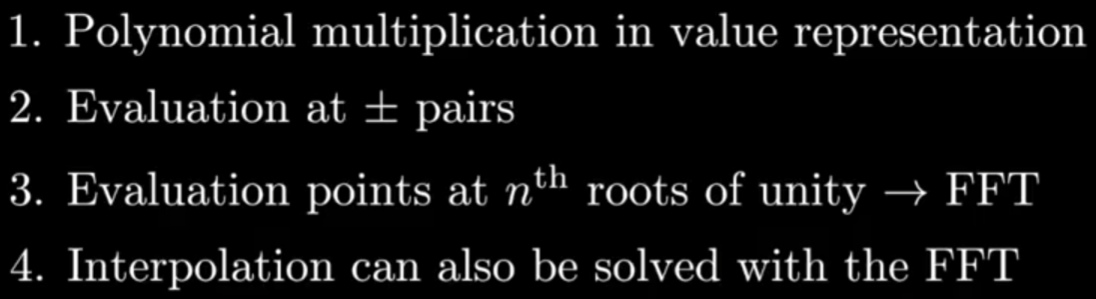 1. Polynomial multiplication in value representation
2. Evaluation at ± pairs
3. Evaluation points at nᵗʰ roots of unity → FFT
4. Interpolation can also be solved with the FFT